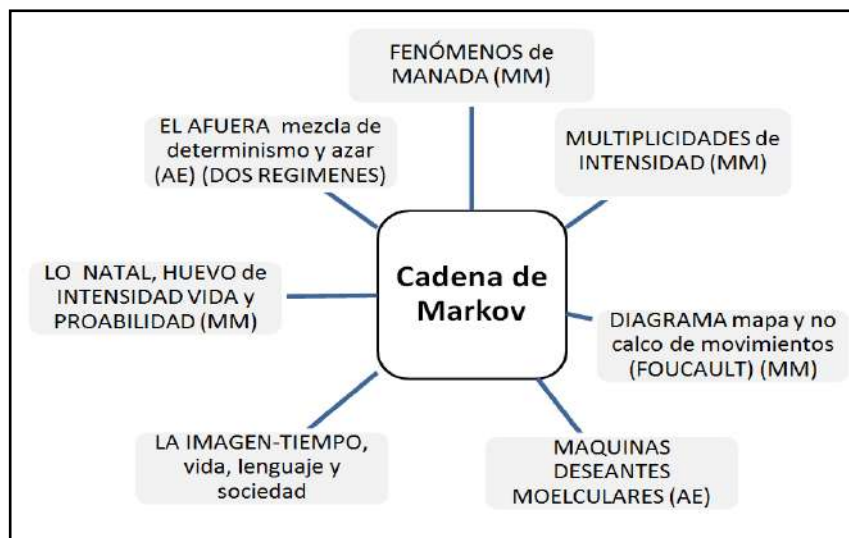 FENÓMENOS de
MANADA (MM)
EL AFUERA mezcla de
determinismo y azar
(AE) (DOS REGIMENES)
MULTIPLICIDADES de
INTENSIDAD (MM)
Cadena de
Markov
LO NATAL, HUEVO de
INTENSIDAD VIDA y
PROABILIDAD (MM)
DIAGRAMA mapa y no
calco de movimientos
(FOUCAULT) (MM)
LA IMAGEN-TIEMPO,
vida, lenguaje y
sociedad
MAQUINAS
DESEANTES
MOELCULARES (AE)